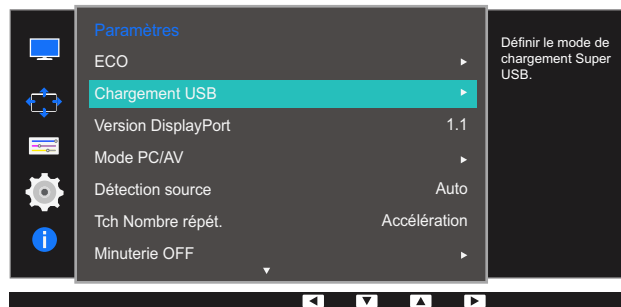 Paramètres
ECO
Chargement USB
Version DisplayPort 1.1
Mode PC/AV
Détection source Auto
Tch Nombre répét. Accélération
Minuterie OFF
Définir le mode de
chargement Super
USB.